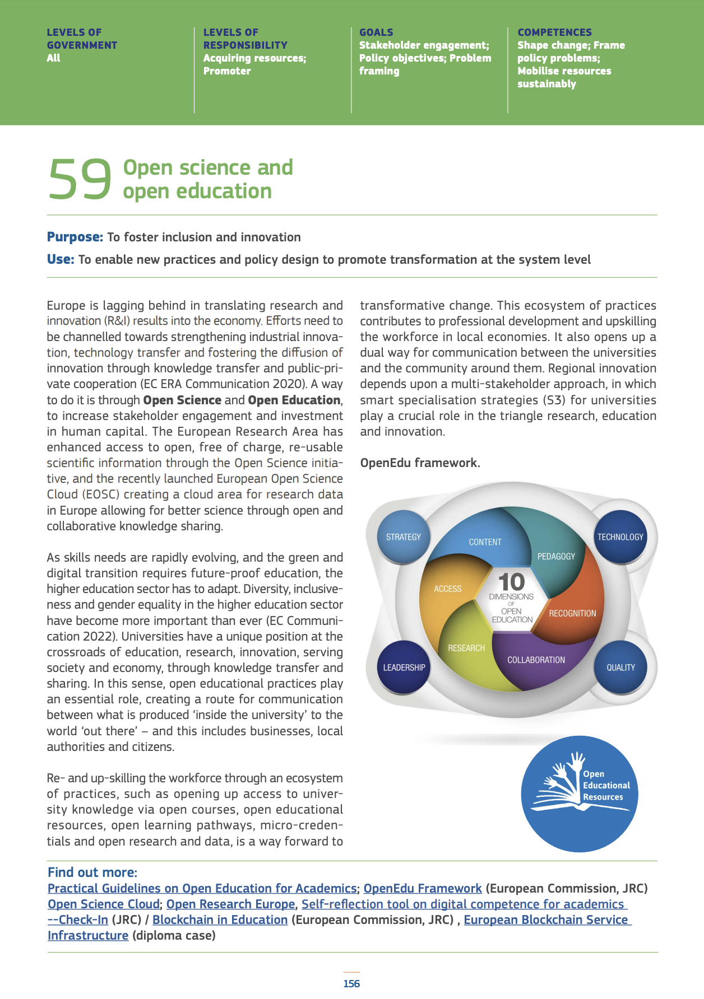 LEVELS OF
GOVERNMENT
All
LEVELS OF
RESPONSIBILITY
Acquiring resources;
Promoter
GOALS
Stakeholder engagement;
Policy objectives; Problem
framing
COMPETENCES
Shape change; Frame
policy problems;
Mobilise resources
sustainably
59 Open science and
open education
Purpose: To foster inclusion and innovation
Use: To enable new practices and policy design to promote transformation at the system level
Europe is lagging behind in translating research and
innovation (R&I) results into the economy. Efforts need to
be channelled towards strengthening industrial innova-
tion, technology transfer and fostering the diffusion of
innovation through knowledge transfer and public-pri-
vate cooperation (EC ERA Communication 2020). A way
to do it is through Open Science and Open Education,
to increase stakeholder engagement and investment
in human capital. The European Research Area has
enhanced access to open, free of charge, re-usable
scientific information through the Open Science initia-
tive, and the recently launched European Open Science
Cloud (EOSC) creating a cloud area for research data
in Europe allowing for better science through open and
collaborative knowledge sharing.
As skills needs are rapidly evolving, and the green and
digital transition requires future-proof education, the
higher education sector has to adapt. Diversity, inclusive-
ness and gender equality in the higher education sector
have become more important than ever (EC Communi-
cation 2022). Universities have a unique position at the
crossroads of education, research, innovation, serving
society and economy, through knowledge transfer and
sharing. In this sense, open educational practices play
an essential role, creating a route for communication
between what is produced ‘inside the university’ to the
world ‘out there’ – and this includes businesses, local
authorities and citizens.
Re- and up-skilling the workforce through an ecosystem
of practices, such as opening up access to univer-
sity knowledge via open courses, open educational
resources, open learning pathways, micro-creden-
tials and open research and data, is a way forward to
transformative change. This ecosystem of practices
contributes to professional development and upskilling
the workforce in local economies. It also opens up a
dual way for communication between the universities
and the community around them. Regional innovation
depends upon a multi-stakeholder approach, in which
smart specialisation strategies (S3) for universities
play a crucial role in the triangle research, education
and innovation.
OpenEdu framework.
STRATEGY
TECHNOLOGY
CONTENT
PEDAGOGY
ACCESS
10
DIMENSIONS
OF
OPEN
EDUCATION
RECOGNITION
RESEARCH
COLLABORATION
LEADERSHIP
QUALITY
Open
Educational
Resources
Find out more:
Practical Guidelines on Open Education for Academics; OpenEdu Framework (European Commission, JRC)
Open Science Cloud; Open Research Europe, Self-reflection tool on digital competence for academics
--Check-In (JRC) / Blockchain in Education (European Commission, JRC) , European Blockchain Service
Infrastructure (diploma case)
156